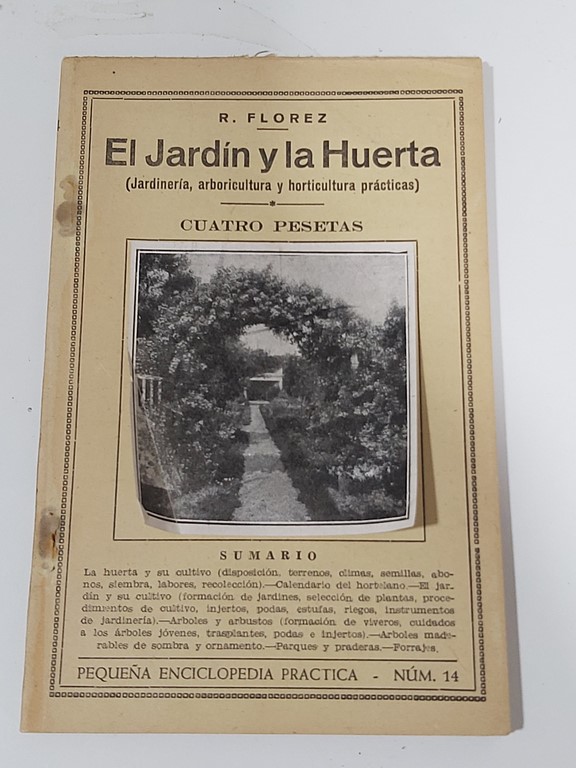 R. FLOREZ
El Jardín y la Huerta
(Jardinería, arboricultura y horticultura prácticas)
CUATRO PESETAS
SUMARIO
La huerta y su cultivo (disposición, terrenos, climas, semillas, abo-
nos, siembra, labores, recolección).—Calendario del hortelano.—El jar-
dín y su cultivo (formación de jardines, selección de plantas, proce-
dimientos de cultivo, injertos, podas, estufas, riegos, instrumentos
de jardinería).—Arboles y arbustos (formación de viveros, cuidados
a los árboles jóvenes, trasplantes, podas e injertos).—Arboles made-
rables de sombra y ornamento.—Parques y praderas.—Forrajes.
PEQUEÑA ENCICLOPEDIA PRACTICA - NÚM. 14